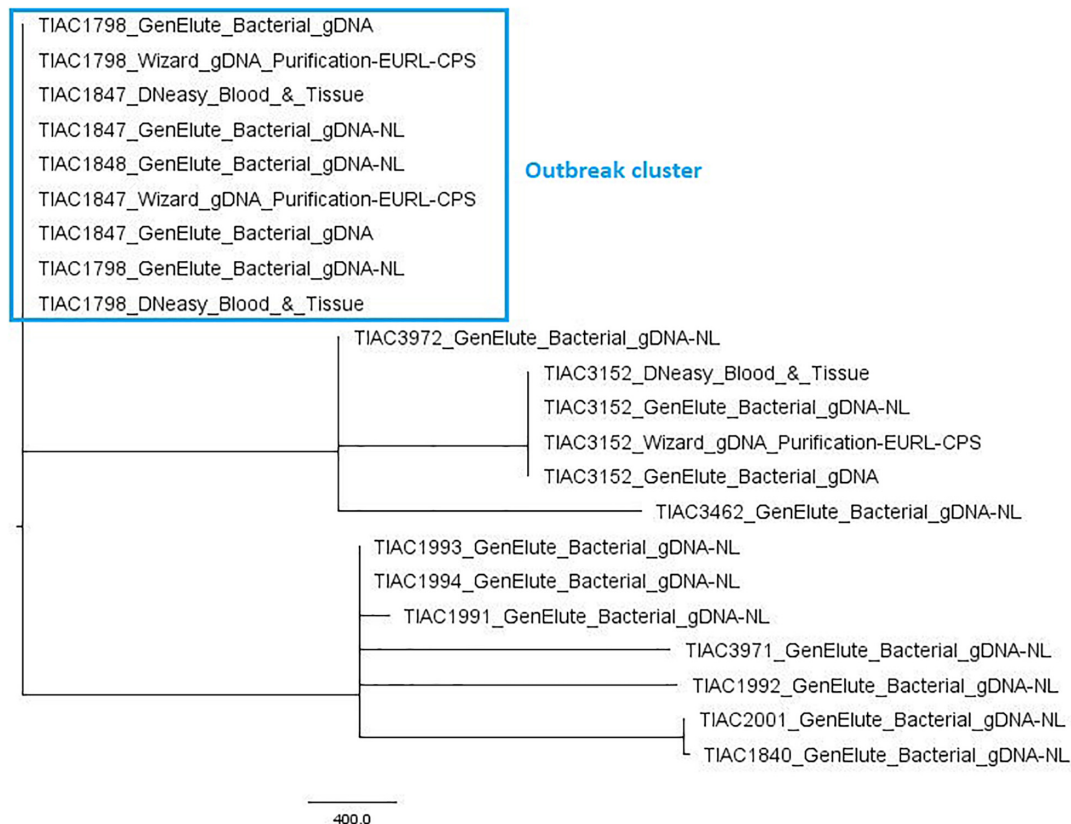 TIAC1798_GenElute_Bacterial_gDNA
TIAC1798_Wizard_gDNA_Purification-EURL-CPS
TIAC1847_DNeasy_Blood_&_Tissue
TIAC1847_GenElute_Bacterial_gDNA-NL
TIAC1848_GenElute_Bacterial_gDNA-NL
TIAC1847_Wizard_gDNA_Purification-EURL-CPS
TIAC1847_GenElute_Bacterial_gDNA
TIAC1798_GenElute_Bacterial_gDNA-NL
TIAC1798_DNeasy_Blood_&_Tissue
Outbreak cluster
TIAC3972_GenElute_Bacterial_gDNA-NL
TIAC3152_DNeasy_Blood_&_Tissue
TIAC3152_GenElute_Bacterial_gDNA-NL
TIAC3152_Wizard_gDNA_Purification-EURL-CPS
TIAC3152_GenElute_Bacterial_gDNA
TIAC3462_GenElute_Bacterial_gDNA-NL
TIAC1993_GenElute_Bacterial_gDNA-NL
TIAC1994_GenElute_Bacterial_gDNA-NL
TIAC1991_GenElute_Bacterial_gDNA-NL
TIAC3971_GenElute_Bacterial_gDNA-NL
TIAC1992_GenElute_Bacterial_gDNA-NL
TIAC2001_GenElute_Bacterial_gDNA-NL
TIAC1840_GenElute_Bacterial_gDNA-NL
400.0